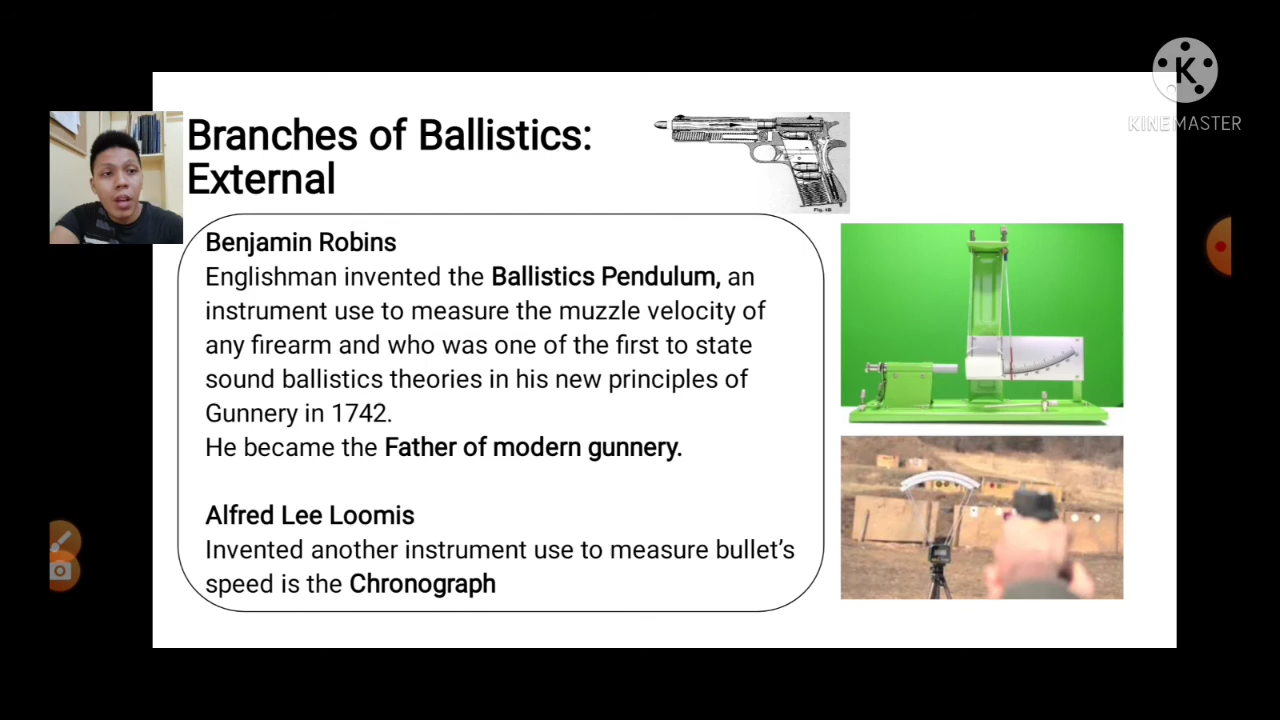 KINEMASTER
Branches of Ballistics:
External
Benjamin Robins
Englishman invented the Ballistics Pendulum, an
instrument use to measure the muzzle velocity of
any firearm and who was one of the first to state
sound ballistics theories in his new principles of
Gunnery in 1742.
He became the Father of modern gunnery.
Alfred Lee Loomis
Invented another instrument use to measure bullet's
speed is the Chronograph